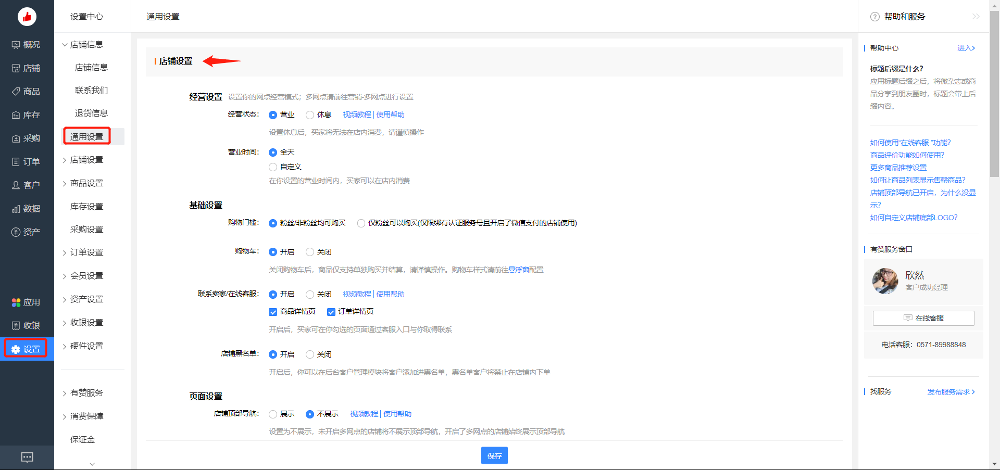 概况
店铺
商品
库存
采购
订单
客户
数据
资产
应用
收银
设置
设置中心
店铺信息
店铺信息
联系我们
退货信息
通用设置
店铺设置
商品设置
库存设置
采购设置
订单设置
会员设置
资产设置
收银设置
硬件设置
有赞服务
消费保障
保证金
通用设置
店铺设置
经营设置 设置你的网点经营模式；多网点请前往营销-多网点进行设置
经营状态： 营业 休息 视频教程 | 使用帮助
设置休息后，买家将无法在店内消费，请谨慎操作
营业时间： 全天
自定义
在你设置的营业时间内，买家可以在店内消费
基础设置
购物门槛： 粉丝/非粉丝均可购买 仅粉丝可以购买(仅限绑有认证服务号且开启了微信支付的店铺使用)
购物车： 开启 关闭
关闭购物车后，商品仅支持单独购买并结算，请谨慎操作。购物车样式请前往悬浮窗配置
联系卖家/在线客服： 开启 关闭 视频教程 | 使用帮助
商品详情页 订单详情页
开启后，买家可在你勾选的页面通过客服入口与你取得联系
店铺黑名单： 开启 关闭
开启后，你可以在后台客户管理模块将客户添加进黑名单，黑名单客户将禁止在店铺内下单
页面设置
店铺顶部导航： 展示 不展示 视频教程 | 使用帮助
设置为不展示，未开启多网点的店铺将不展示顶部导航，开启了多网点的店铺始终展示顶部导航
保存
? 帮助和服务
帮助中心 进入
标题后缀是什么？
应用标题后缀之后，将微杂志或商
品分享到朋友圈时，标题会带上后
缀内容。
如何使用“在线客服 ”功能？
商品评价功能如何使用？
更多商品推荐设置
如何让商品列表显示售罄商品？
店铺顶部导航已开启，为什么没显
示？
如何自定义店铺底部LOGO？
有赞服务窗口
欣然
客户成功经理
在线客服
电话客服：0571-89988848
找服务 发布服务需求